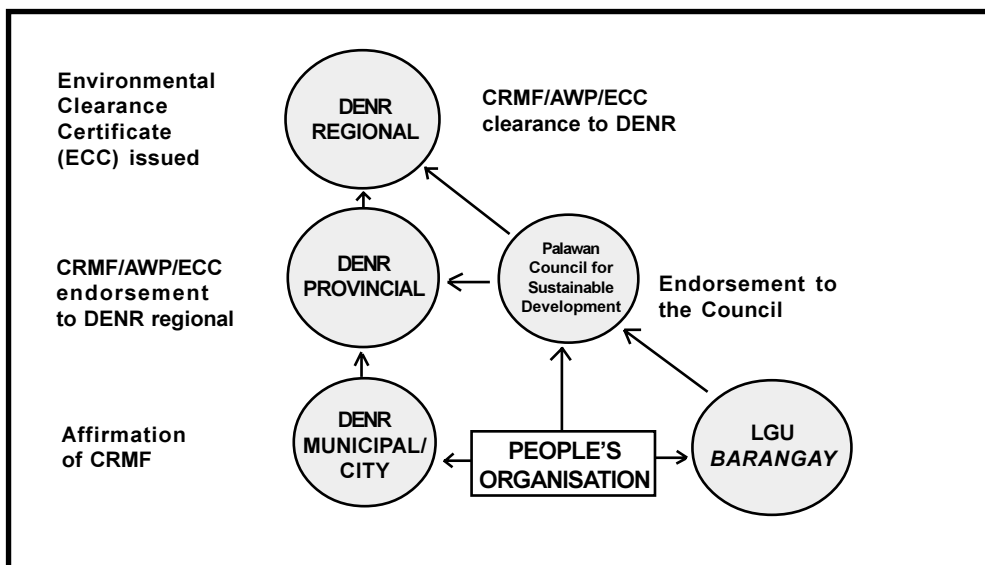 Environmental
Clearance
Certificate
(ECC) issued
DENR
REGIONAL
CRMF/AWP/ECC
clearance to DENR
CRMF/AWP/ECC
endorsement
to DENR regional
DENR
PROVINCIAL
Palawan
Council for
Sustainable
Development
Endorsement to
the Council
Affirmation
of CRMF
DENR
MUNICIPAL/
CITY
PEOPLE’S
ORGANISATION
LGU
BARANGAY